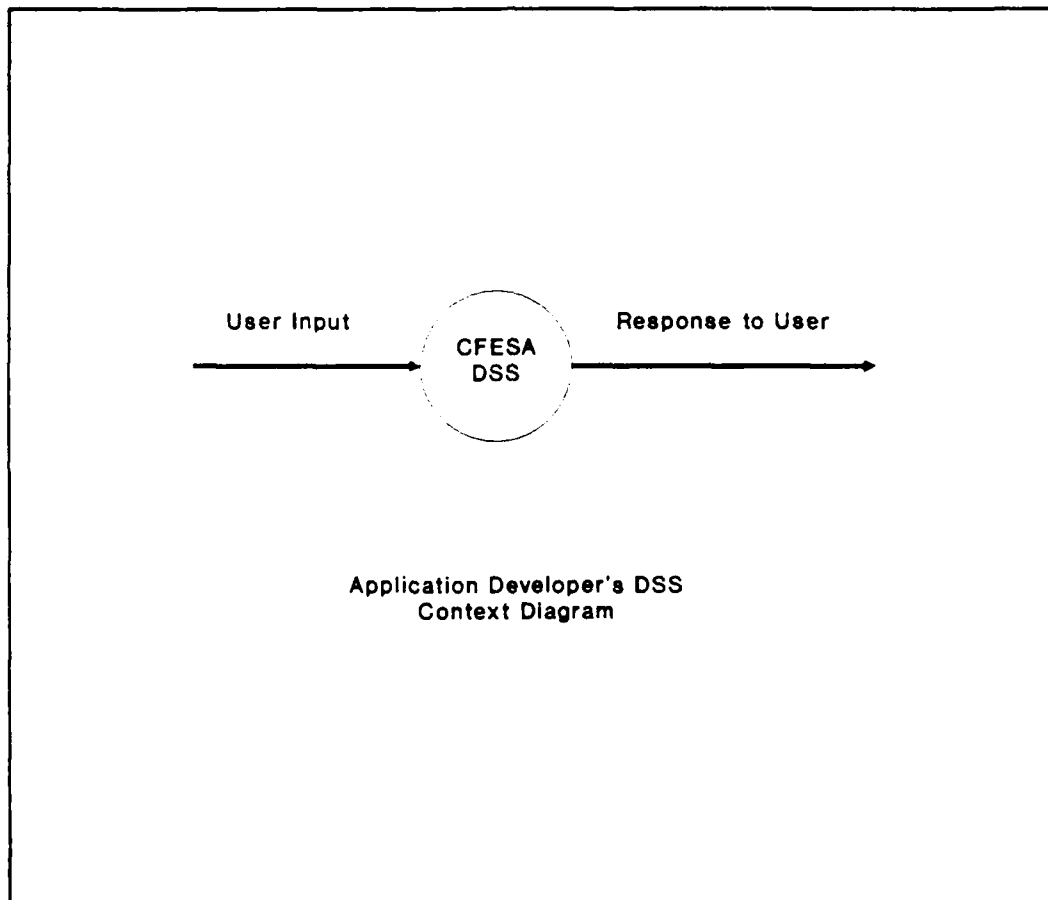 User Input
CFESA
DSS
Response to User
Application Developer's DSS
Context Diagram